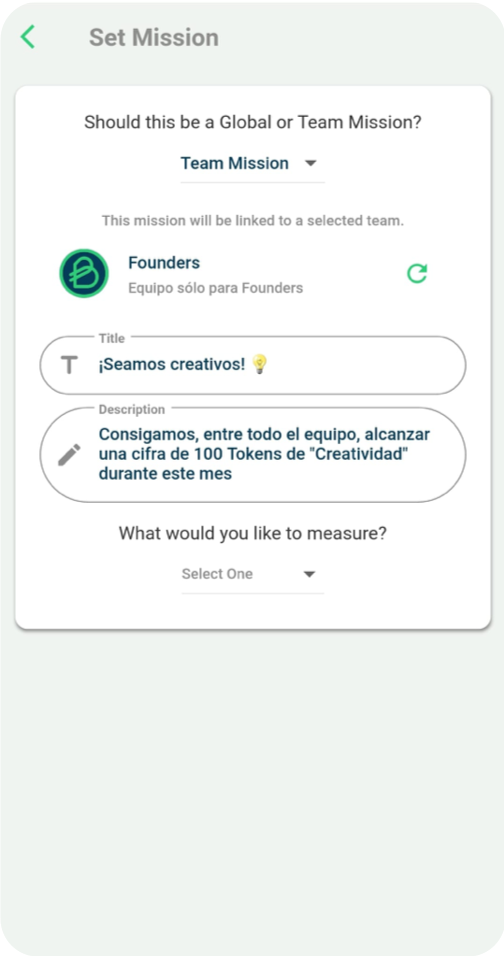 Set Mission
Should this be a Global or Team Mission?
Team Mission
This mission will be linked to a selected team.
Founders
Equipo sólo para Founders
Title
¡Seamos creativos! 💡
Description
Consigamos, entre todo el equipo, alcanzar
una cifra de 100 Tokens de "Creatividad"
durante este mes
What would you like to measure?
Select One